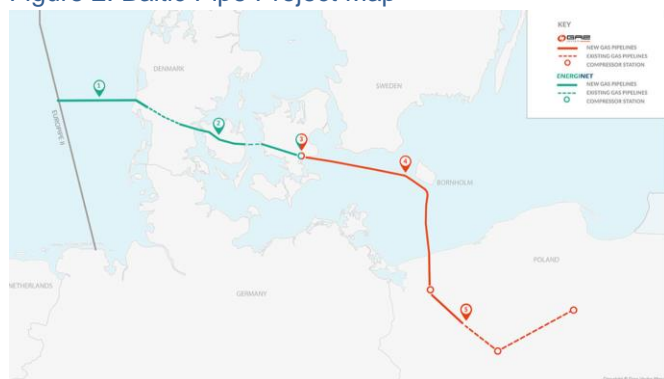 Figure 2: Baltic Pipe Project Map
KEY
GAZ
NEW GAS PIPELINES
EXISTING GAS PIPELINES
COMPRESSOR STATION
ENERGINET
NEW GAS PIPELINES
EXISTING GAS PIPELINES
COMPRESSOR STATION
DENMARK
SWEDEN
1
2
3
4
EUROPIPE II
BORNHOLM
POLAND
NETHERLANDS
GERMANY
5